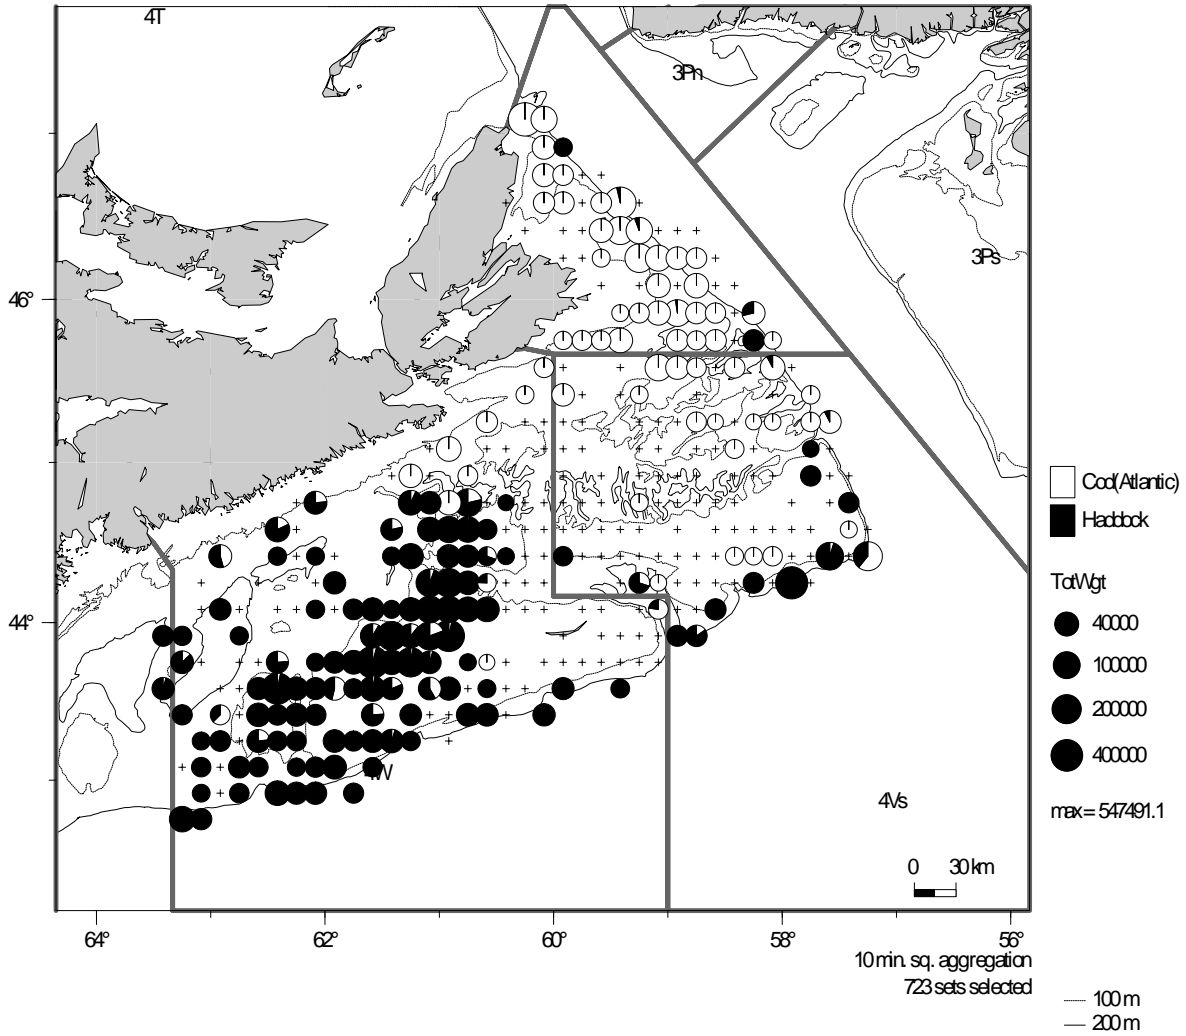 4T
3Pn
3Ps
46°
Cod(Atlantic)
Haddock
TotWgt
40000
100000
200000
400000
max = 547491.1
44°
4W
4Vs
0 30 km
64° 62° 60° 58° 56°
10 min. sq. aggregation
723 sets selected
100 m
200 m